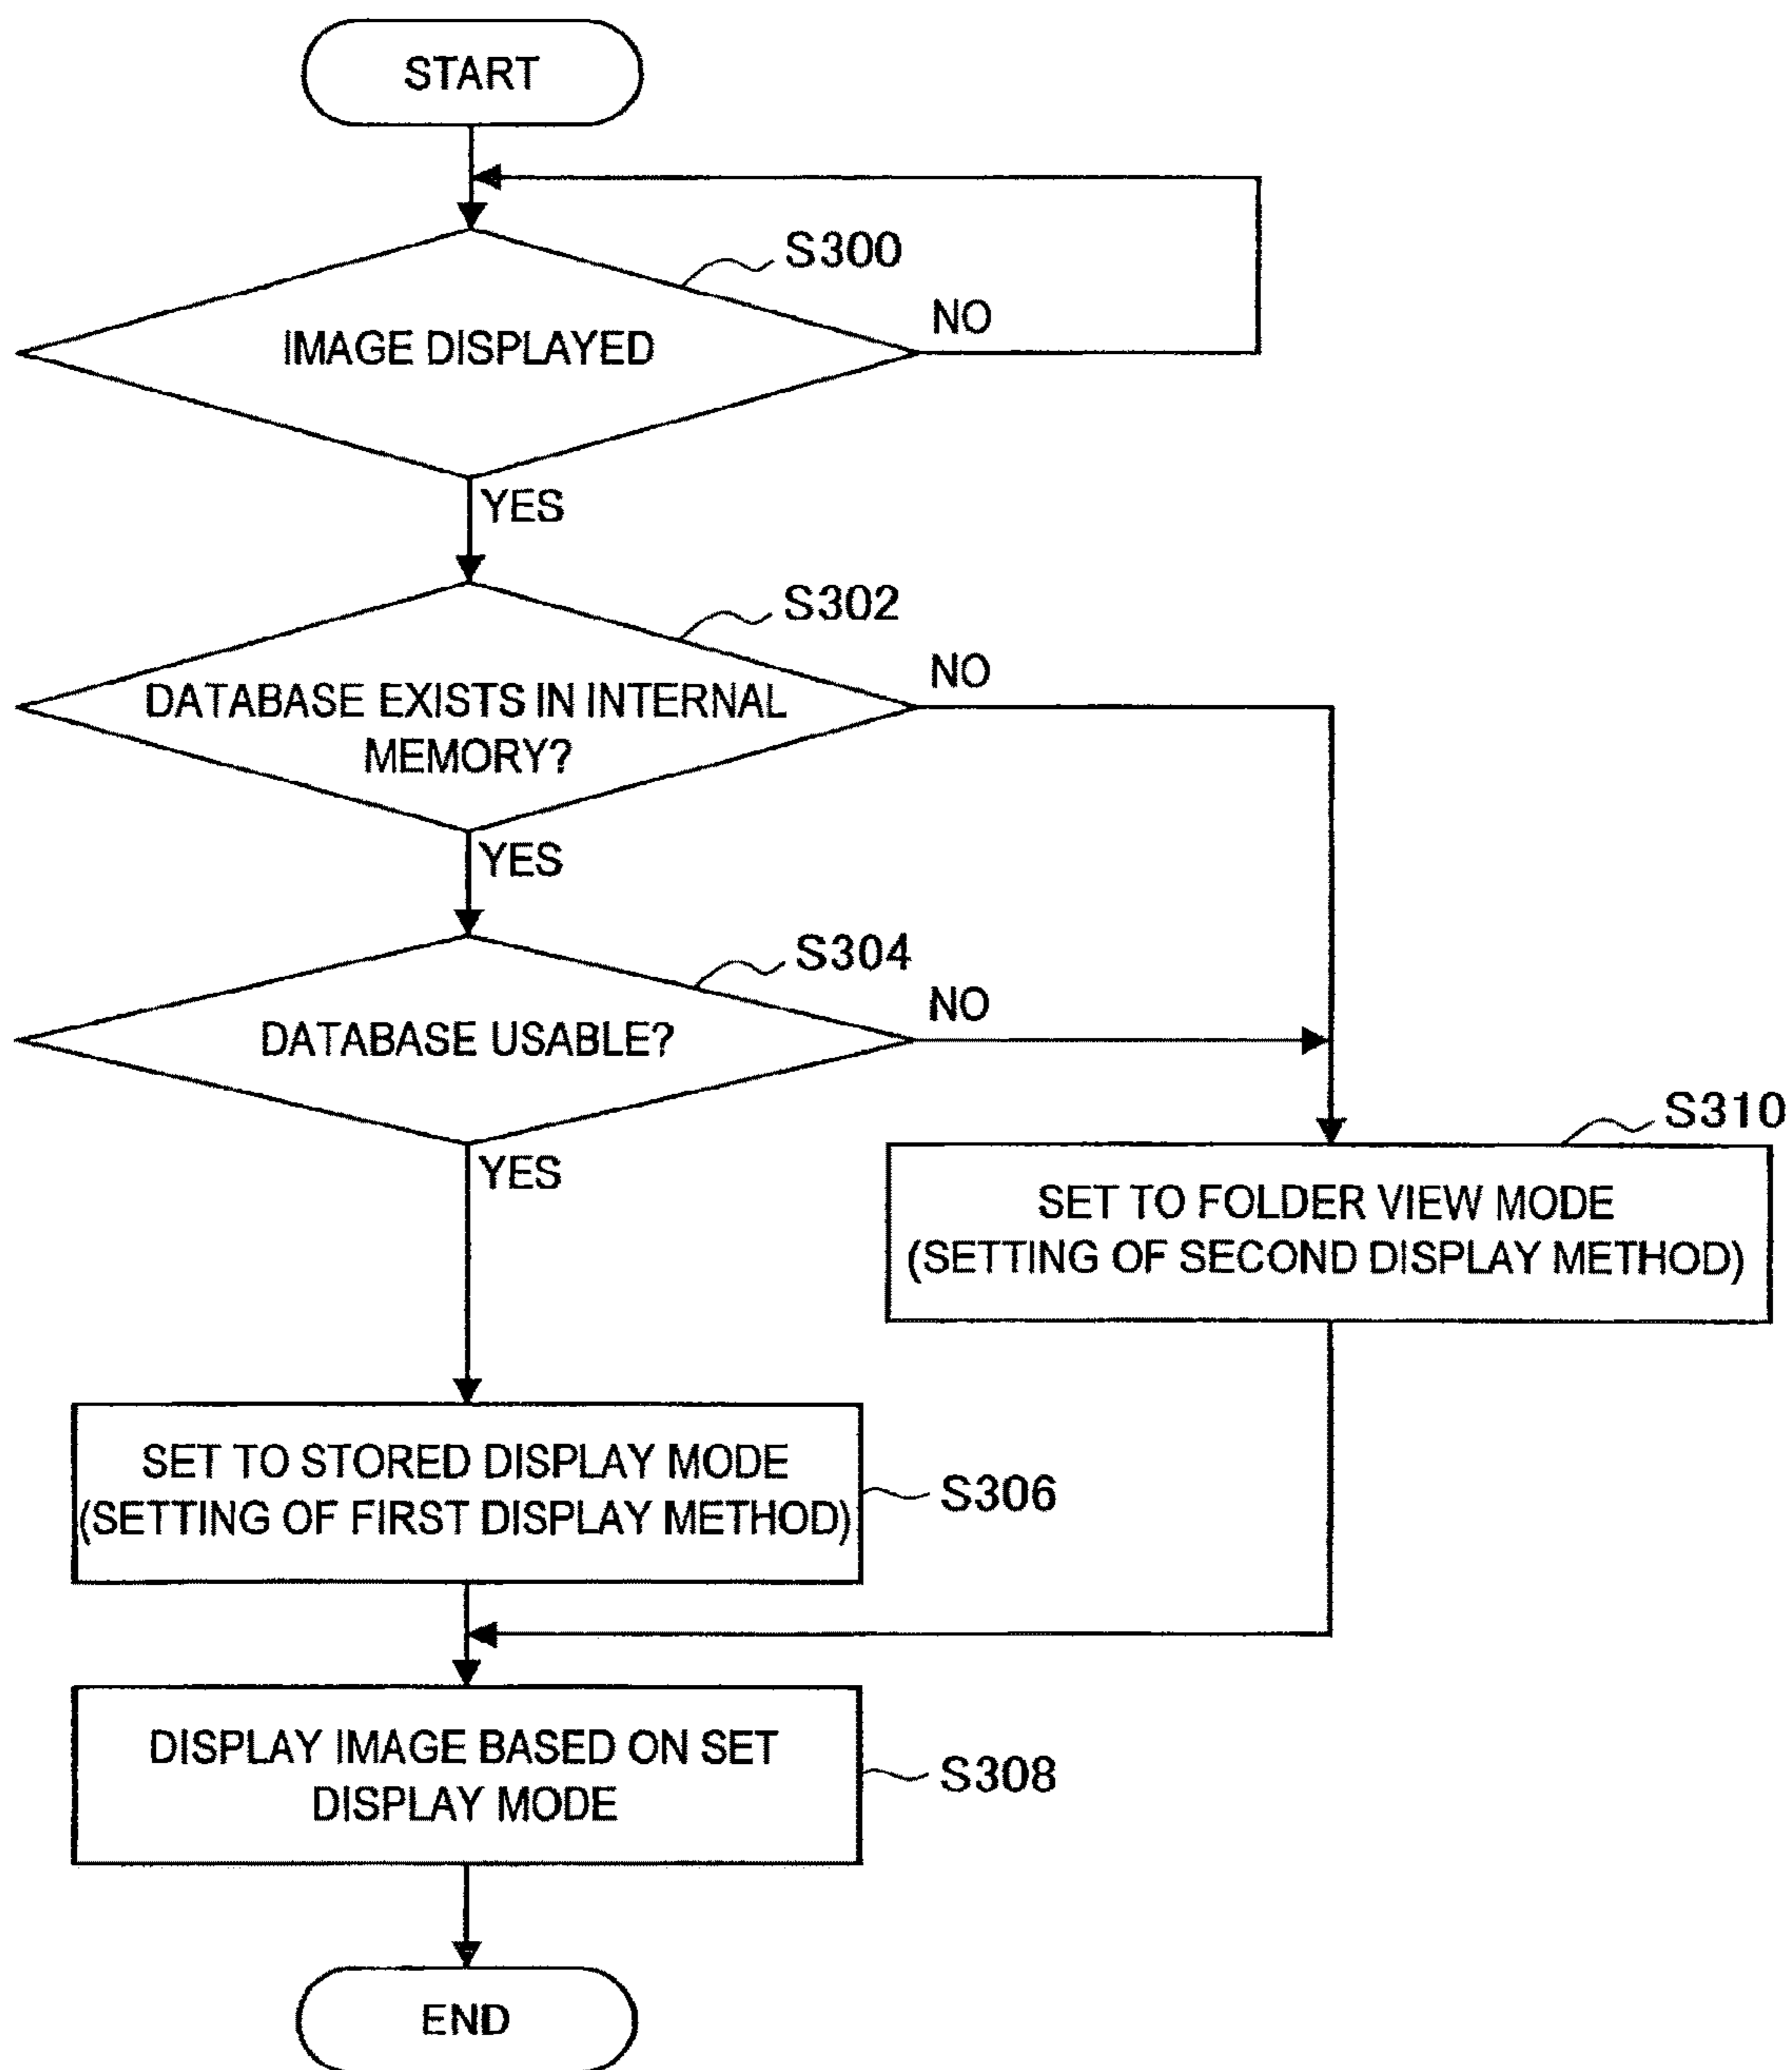 START
S300
IMAGE DISPLAYED
NO
YES
S302
DATABASE EXISTS IN INTERNAL
MEMORY?
NO
YES
S304
DATABASE USABLE?
NO
YES
S310
SET TO FOLDER VIEW MODE
(SETTING OF SECOND DISPLAY METHOD)
SET TO STORED DISPLAY MODE
(SETTING OF FIRST DISPLAY METHOD)
S306
DISPLAY IMAGE BASED ON SET
DISPLAY MODE
S308
END